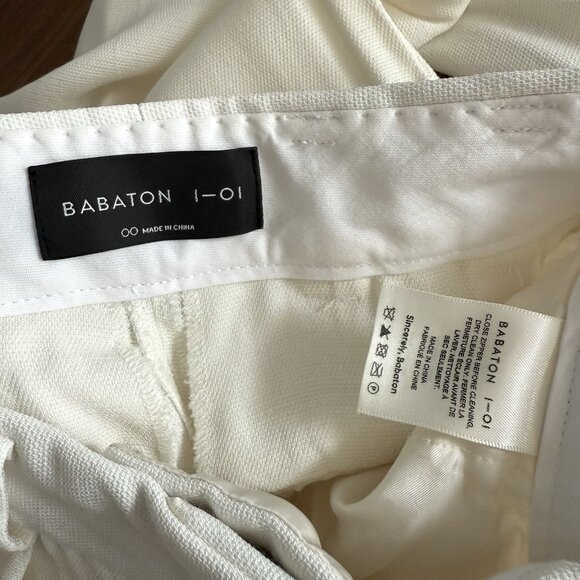 BABATON 1–01
00 MADE IN CHINA
BABATON 1–01
CLOSE ZIPPER BEFORE CLEANING,
DRY CLEAN ONLY. FERMER LA
FERMETURE ÉCLAIR AVANT DE
LAVER, NETTOYAGE À
SEC SEULEMENT.
MADE IN CHINA
FABRIQUÉ EN CHINE
Sincerely, Babaton